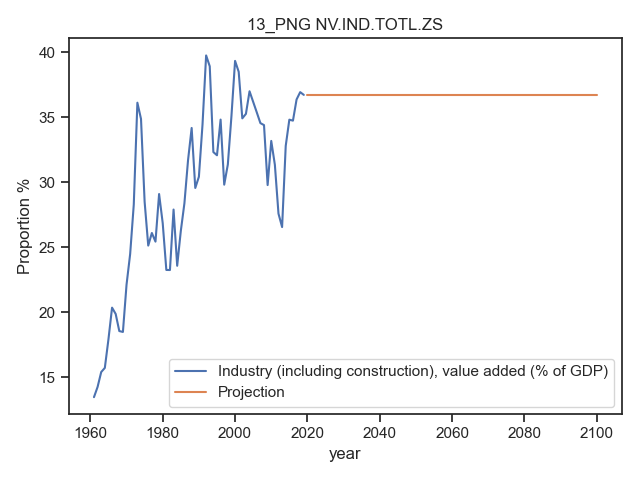 13_PNG NV.IND.TOTL.ZS
40
35
30
25
20
15
Proportion %
Industry (including construction), value added (% of GDP)
Projection
1960 1980 2000 2020 2040 2060 2080 2100
year